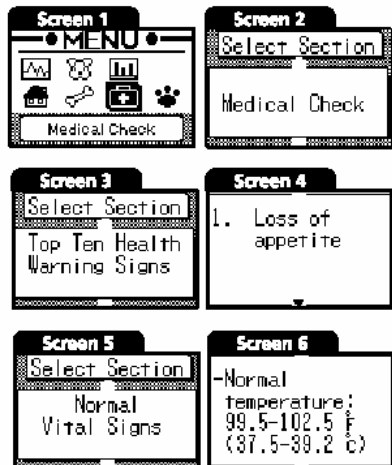 Screen 1
MENU
Medical Check
Screen 2
Select Section
Medical Check
Screen 3
Select Section
Top Ten Health
Warning Signs
Screen 4
1. Loss of
appetite
Screen 5
Select Section
Normal
Vital Signs
Screen 6
-Normal
temperature:
99.5-102.5 °F
(37.5-39.2 °C)